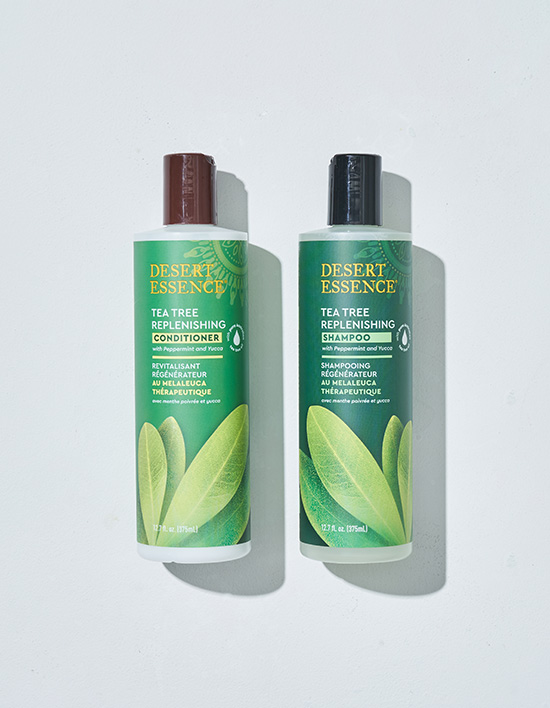 DESERT
ESSENCE
TEA TREE
REPLENISHING
CONDITIONER
with Peppermint and Yucca
REVITALISANT
RÉGÉNÉRATEUR
AU MELALEUCA
THÉRAPEUTIQUE
avec menthe poivrée et yucca
12.7 fl. oz. (375mL)
DESERT
ESSENCE®
TEA TREE
REPLENISHING
SHAMPOO
with Peppermint and Yucca
SHAMPOOING
RÉGÉNÉRATEUR
AU MELALEUCA
THÉRAPEUTIQUE
avec menthe poivrée et yucca
12.7 fl. oz. (375mL)